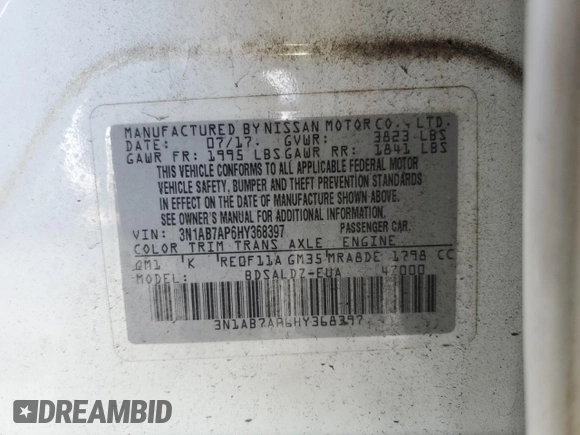 MANUFACTURED BY NISSAN MOTOR CO., LTD.
DATE: 07/17. GVWR: 3823 LBS
GAWR FR: 1995 LBS GAWR RR: 1841 LBS
THIS VEHICLE CONFORMS TO ALL APPLICABLE FEDERAL MOTOR
VEHICLE SAFETY, BUMPER AND THEFT PREVENTION STANDARDS
IN EFFECT ON THE DATE OF MANUFACTURE SHOWN ABOVE.
SEE OWNER'S MANUAL FOR ADDITIONAL INFORMATION.
VIN: 3N1AB7AP6HY368397 PASSENGER CAR.
COLOR TRIM TRANS AXLE ENGINE
QM1 K RE0F11A GM35 MRA8DE 1798 CC
MODEL: BDSALD7-EUA 47000
3N1AB7AP6HY368397
DREAMBID